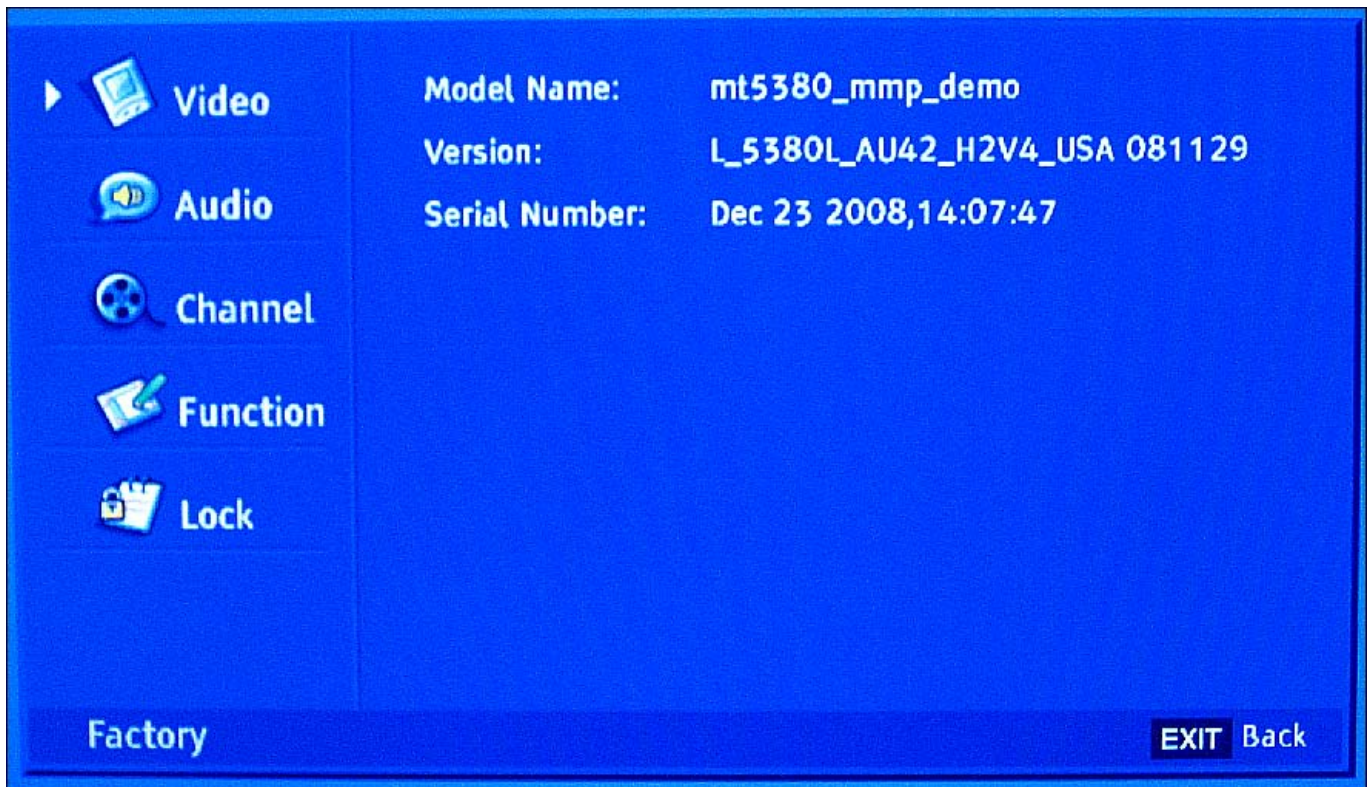 Video
Audio
Channel
Function
Lock
Model Name: mt5380_mmp_demo
Version: L_5380L_AU42_H2V4_USA 081129
Serial Number: Dec 23 2008,14:07:47
Factory
EXIT Back